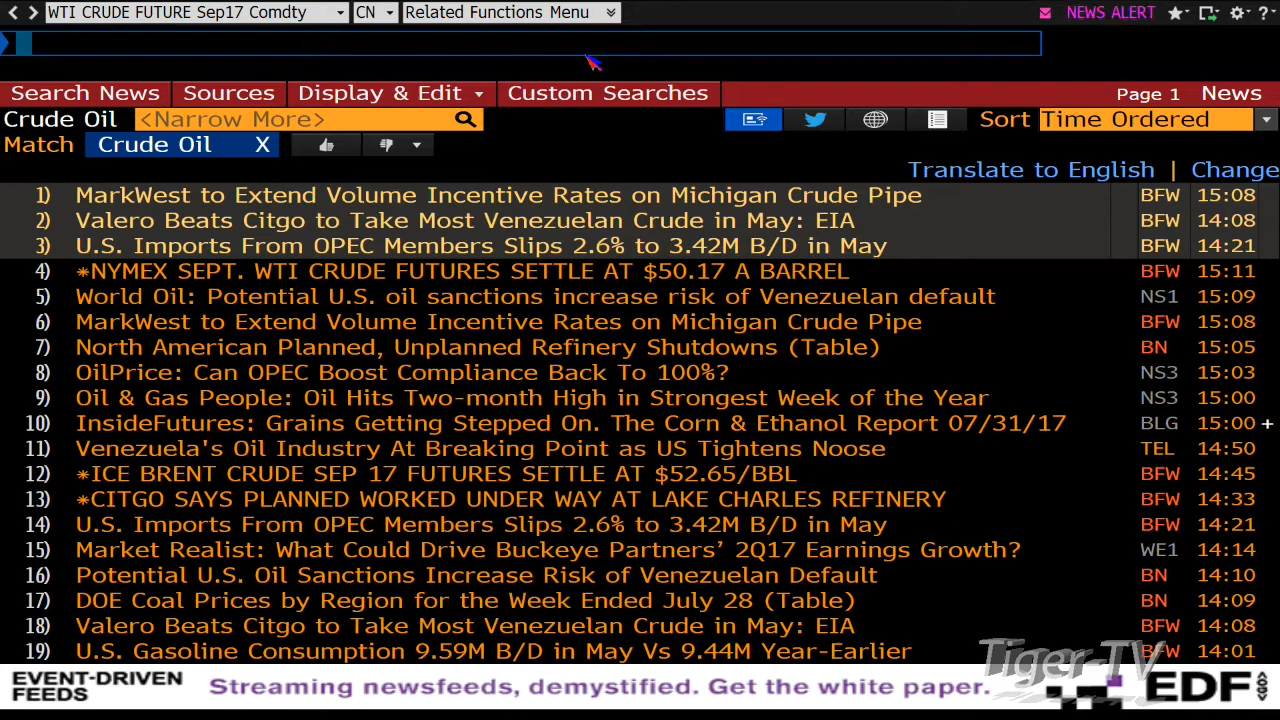 WTI CRUDE FUTURE Sep17 Comdty CN Related Functions Menu NEWS ALERT ?
Search News Sources Display & Edit Custom Searches Page 1 News
Crude Oil <Narrow More> Sort Time Ordered
Match Crude Oil X
Translate to English | Change
1) MarkWest to Extend Volume Incentive Rates on Michigan Crude Pipe BFW 15:08
2) Valero Beats Citgo to Take Most Venezuelan Crude in May: EIA BFW 14:08
3) U.S. Imports From OPEC Members Slips 2.6% to 3.42M B/D in May BFW 14:21
4) *NYMEX SEPT. WTI CRUDE FUTURES SETTLE AT $50.17 A BARREL BFW 15:11
5) World Oil: Potential U.S. oil sanctions increase risk of Venezuelan default NS1 15:09
6) MarkWest to Extend Volume Incentive Rates on Michigan Crude Pipe BFW 15:08
7) North American Planned, Unplanned Refinery Shutdowns (Table) BN 15:05
8) OilPrice: Can OPEC Boost Compliance Back To 100%? NS3 15:03
9) Oil & Gas People: Oil Hits Two-month High in Strongest Week of the Year NS3 15:00
10) InsideFutures: Grains Getting Stepped On. The Corn & Ethanol Report 07/31/17 BLG 15:00 +
11) Venezuela's Oil Industry At Breaking Point as US Tightens Noose TEL 14:50
12) *ICE BRENT CRUDE SEP 17 FUTURES SETTLE AT $52.65/BBL BFW 14:45
13) *CITGO SAYS PLANNED WORKED UNDER WAY AT LAKE CHARLES REFINERY BFW 14:33
14) U.S. Imports From OPEC Members Slips 2.6% to 3.42M B/D in May BFW 14:21
15) Market Realist: What Could Drive Buckeye Partners’ 2Q17 Earnings Growth? WE1 14:14
16) Potential U.S. Oil Sanctions Increase Risk of Venezuelan Default BN 14:10
17) DOE Coal Prices by Region for the Week Ended July 28 (Table) BN 14:09
18) Valero Beats Citgo to Take Most Venezuelan Crude in May: EIA BFW 14:08
19) U.S. Gasoline Consumption 9.59M B/D in May Vs 9.44M Year-Earlier BFW 14:01
Tiger-TV
EVENT-DRIVEN
FEEDS
Streaming newsfeeds, demystified. Get the white paper.
EDF